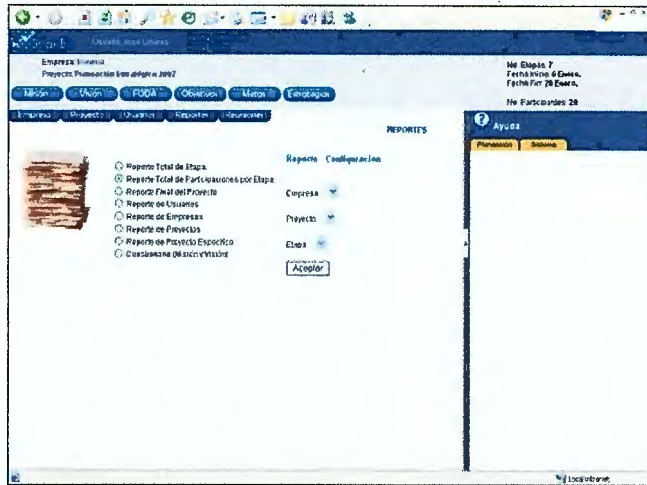 Usuario: Jose Linares
Empresa:
Proyecto: Planeación Estratégica 2007
No. Etapas: 7
Fecha Inicio: 6 Enero,
Fecha Fin: 26 Enero,
No. Participantes: 20
Misión Visión FODA Objetivos Metas Estrategias
Empresa Proyecto Usuarios Reportes Reuniones
REPORTES
Ayuda
Planeación Sistema
Reporte Configuración
Reporte Total de Etapa
Reporte Total de Participaciones por Etapa
Reporte Final del Proyecto
Reporte de Usuarios
Reporte de Empresas
Reporte de Proyectos
Reporte de Proyecto Específico
Cuestionario (Misión y Visión)
Empresa
Proyecto
Etapa
Aceptar
Local intranet